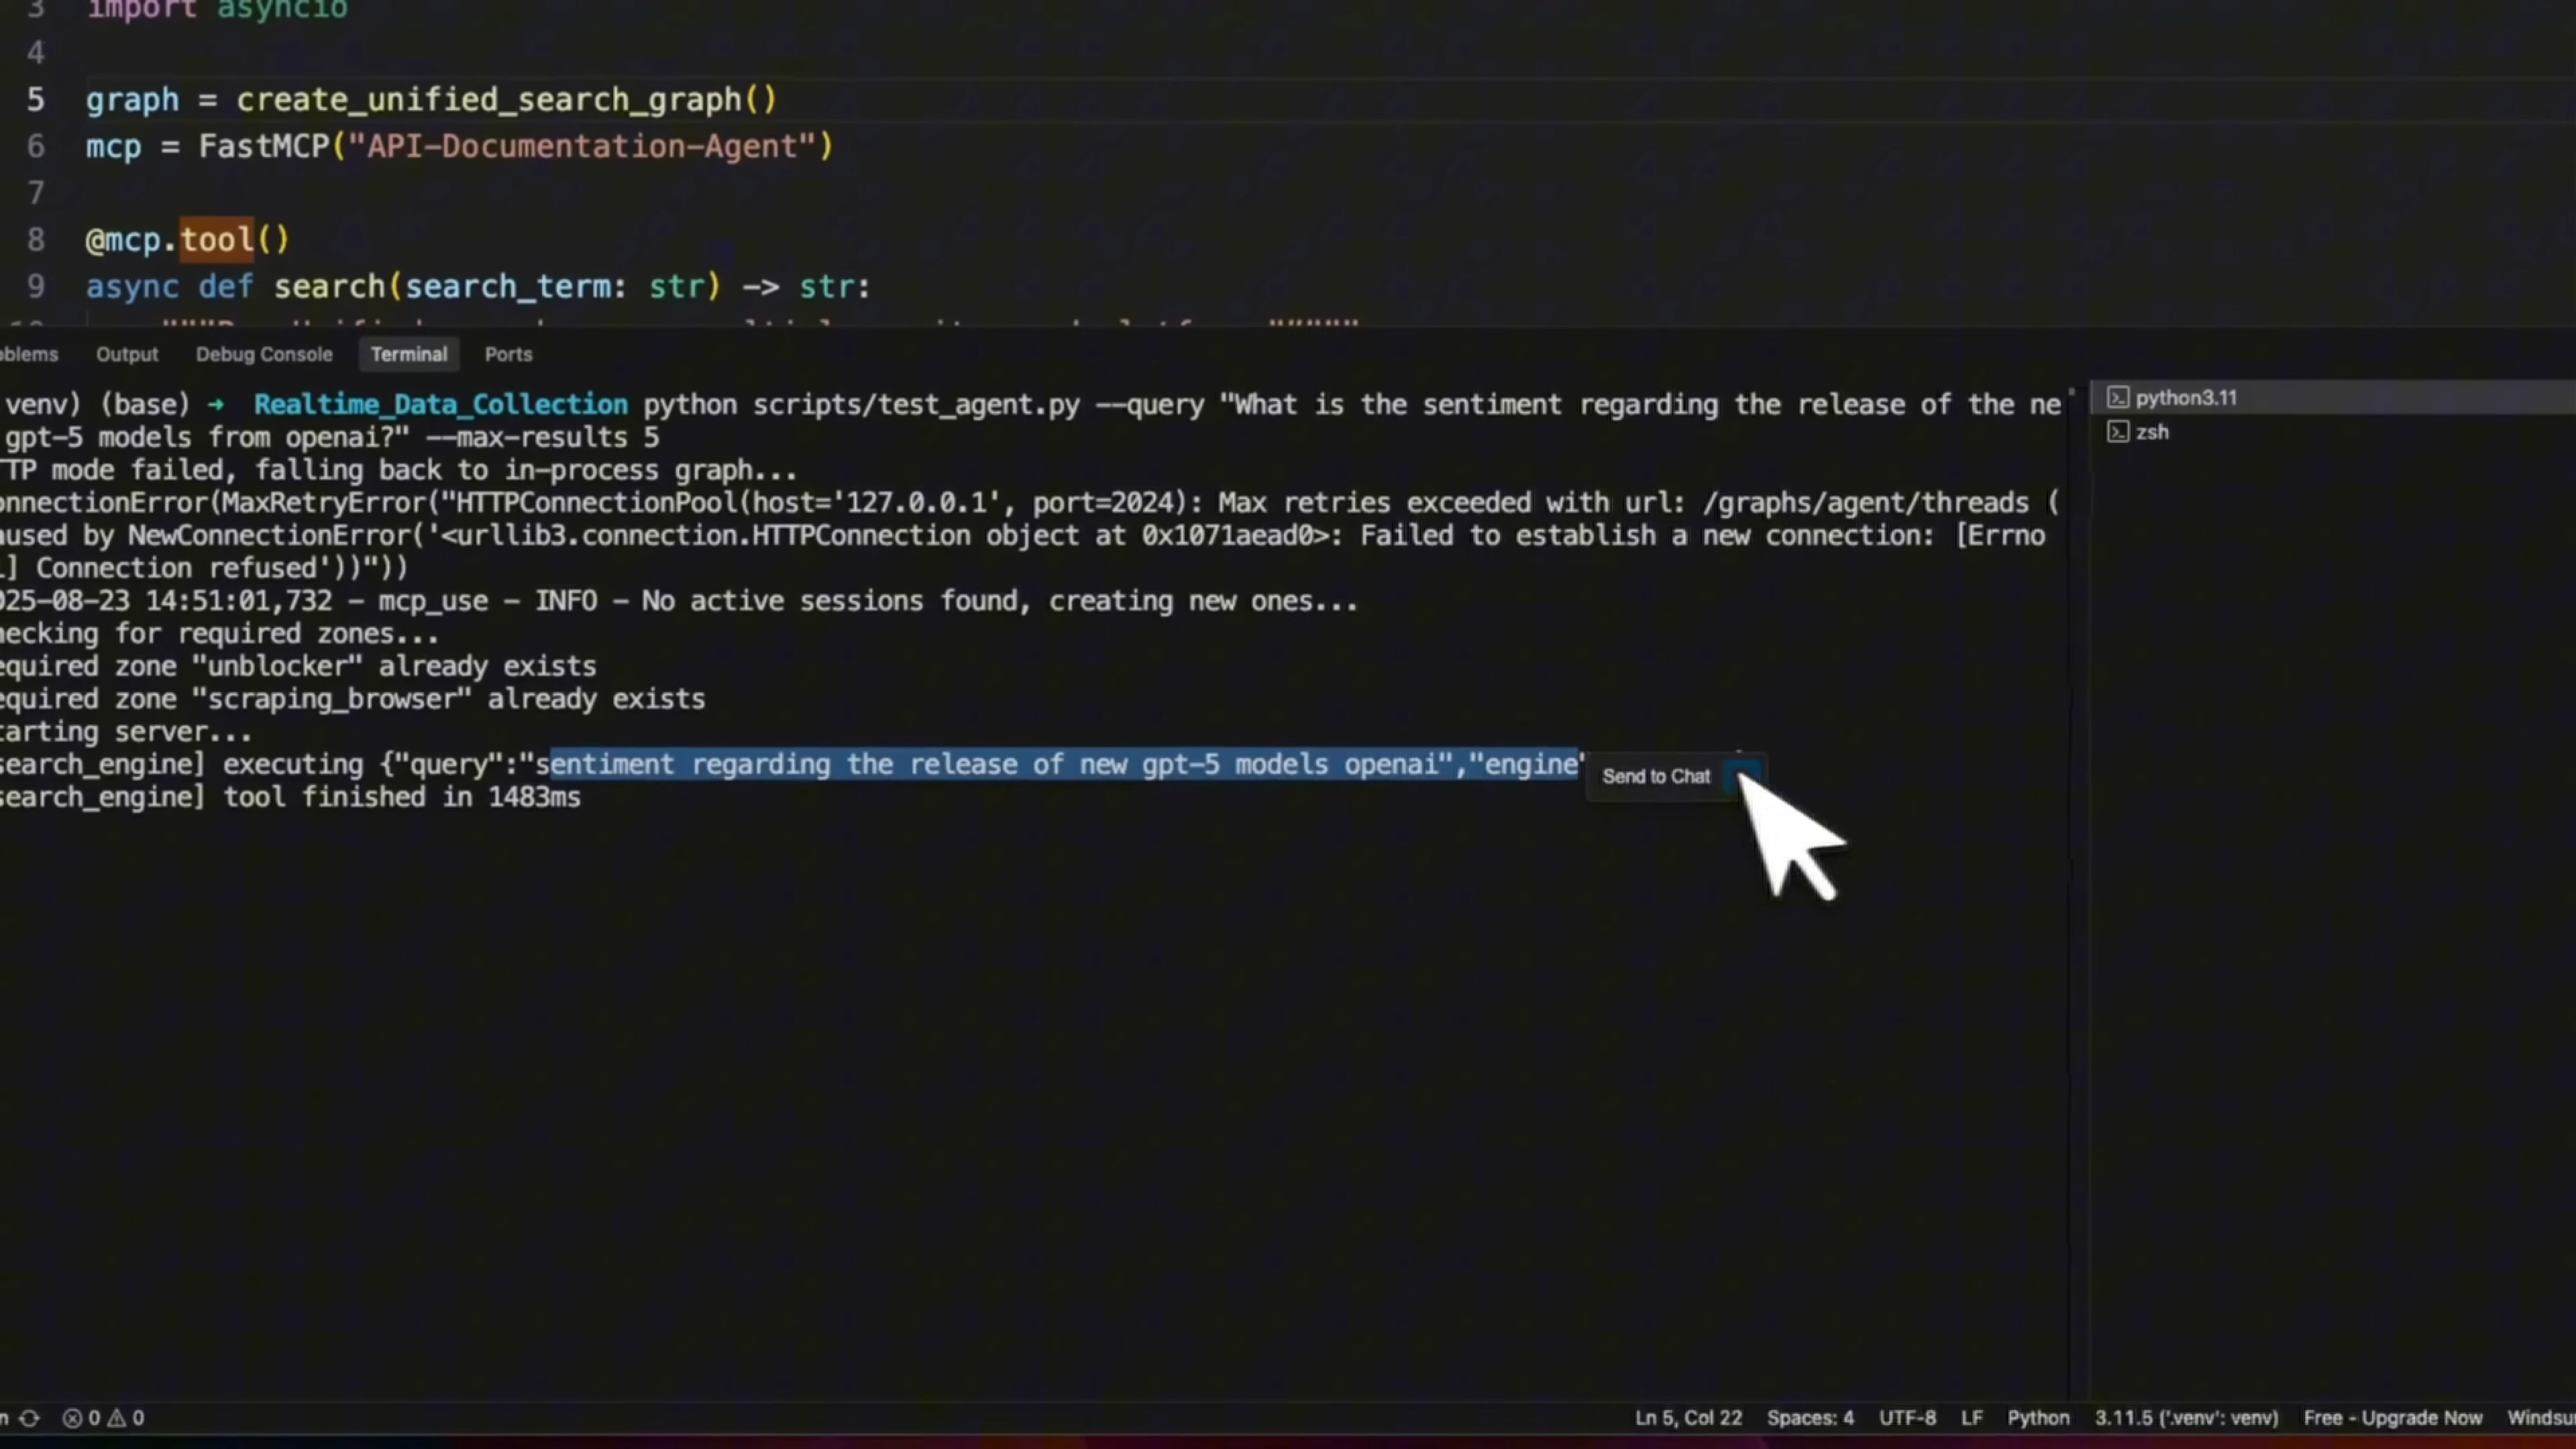 3 import asyncio
4
5 graph = create_unified_search_graph()
6 mcp = FastMCP("API-Documentation-Agent")
7
8 @mcp.tool()
9 async def search(search_term: str) -> str:
oblems Output Debug Console Terminal Ports
venv) (base) → Realtime_Data_Collection python scripts/test_agent.py --query "What is the sentiment regarding the release of the ne
gpt-5 models from openai?" --max-results 5
TP mode failed, falling back to in-process graph...
onnectionError(MaxRetryError("HTTPConnectionPool(host='127.0.0.1', port=2024): Max retries exceeded with url: /graphs/agent/threads (
aused by NewConnectionError('<urllib3.connection.HTTPConnection object at 0x1071aead0>: Failed to establish a new connection: [Errno
] Connection refused'))"))
025-08-23 14:51:01,732 - mcp_use - INFO - No active sessions found, creating new ones...
hecking for required zones...
equired zone "unblocker" already exists
equired zone "scraping_browser" already exists
tarting server...
search_engine] executing {"query":"sentiment regarding the release of new gpt-5 models openai","engine"
Send to Chat
search_engine] tool finished in 1483ms
python3.11
zsh
0 0 Ln 5, Col 22 Spaces: 4 UTF-8 LF Python 3.11.5 ('.venv': venv) Free - Upgrade Now Windsu